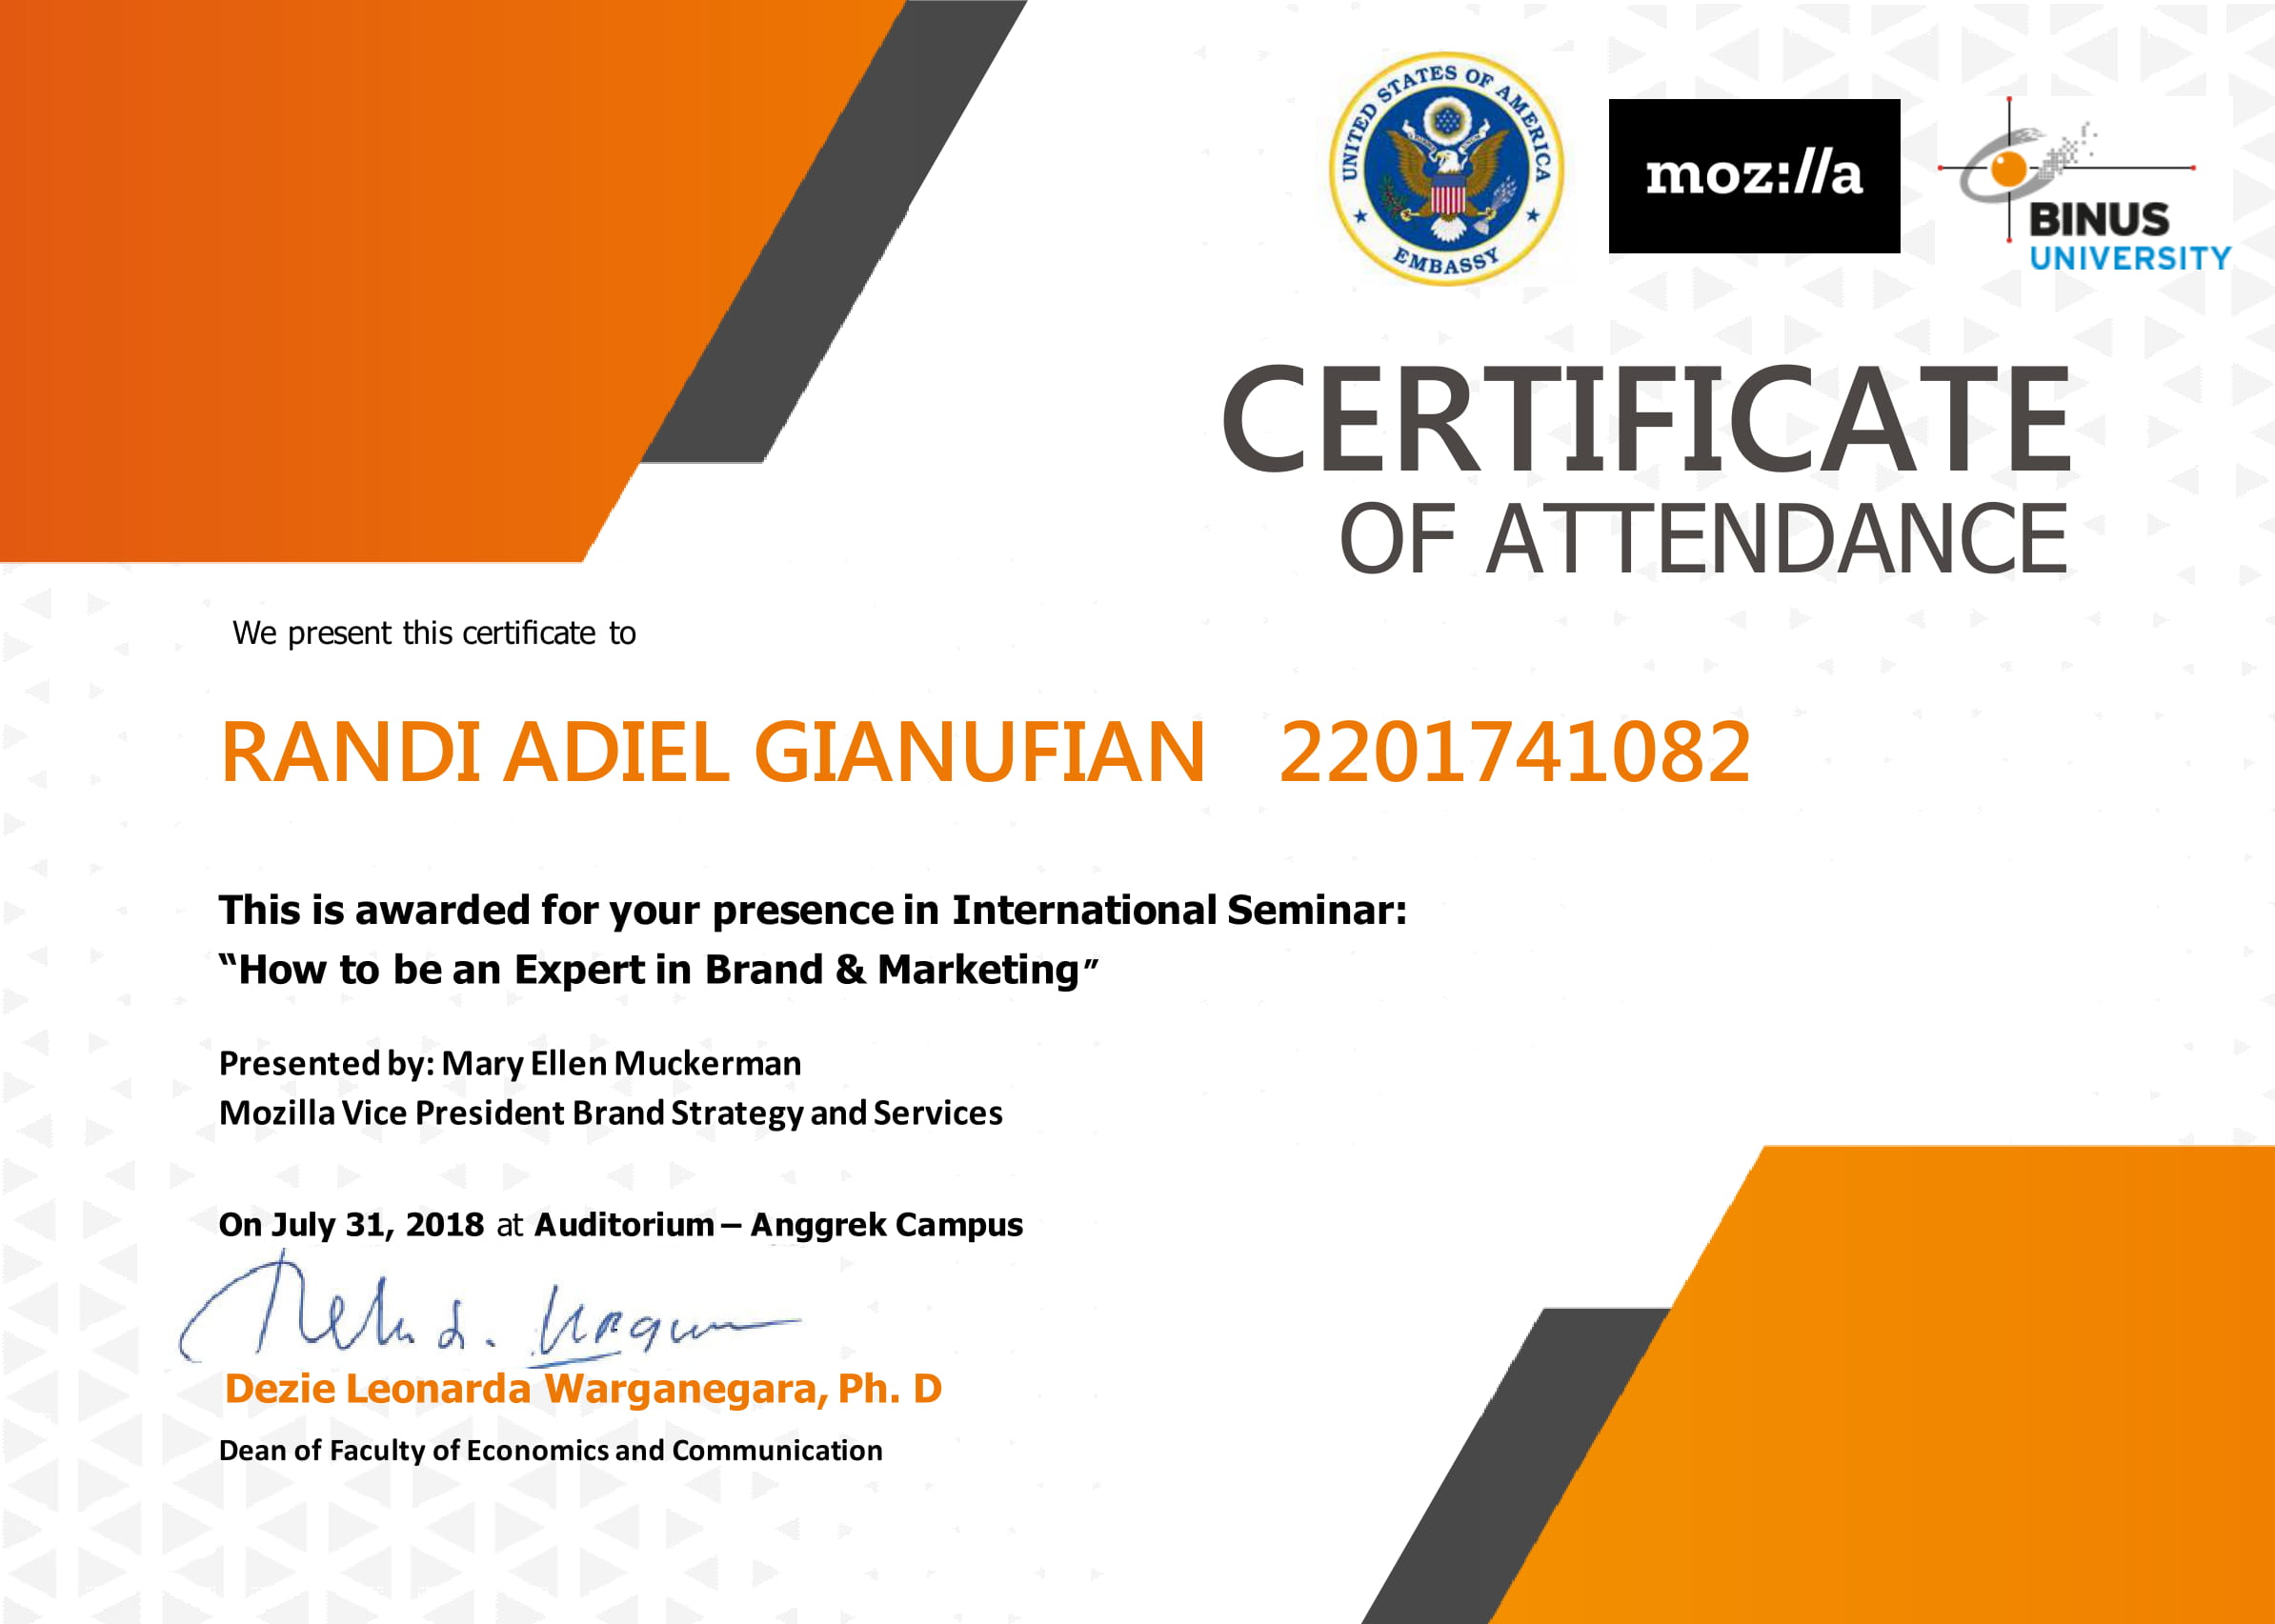 UNITED STATES OF AMERICA
EMBASSY
moz://a
BINUS
UNIVERSITY
CERTIFICATE
OF ATTENDANCE
We present this certificate to
RANDI ADIEL GIANUFIAN 2201741082
This is awarded for your presence in International Seminar:
“How to be an Expert in Brand & Marketing”
Presented by: Mary Ellen Muckerman
Mozilla Vice President Brand Strategy and Services
On July 31, 2018 at Auditorium – Anggrek Campus
Dezie Leonarda Warganegara, Ph. D
Dean of Faculty of Economics and Communication